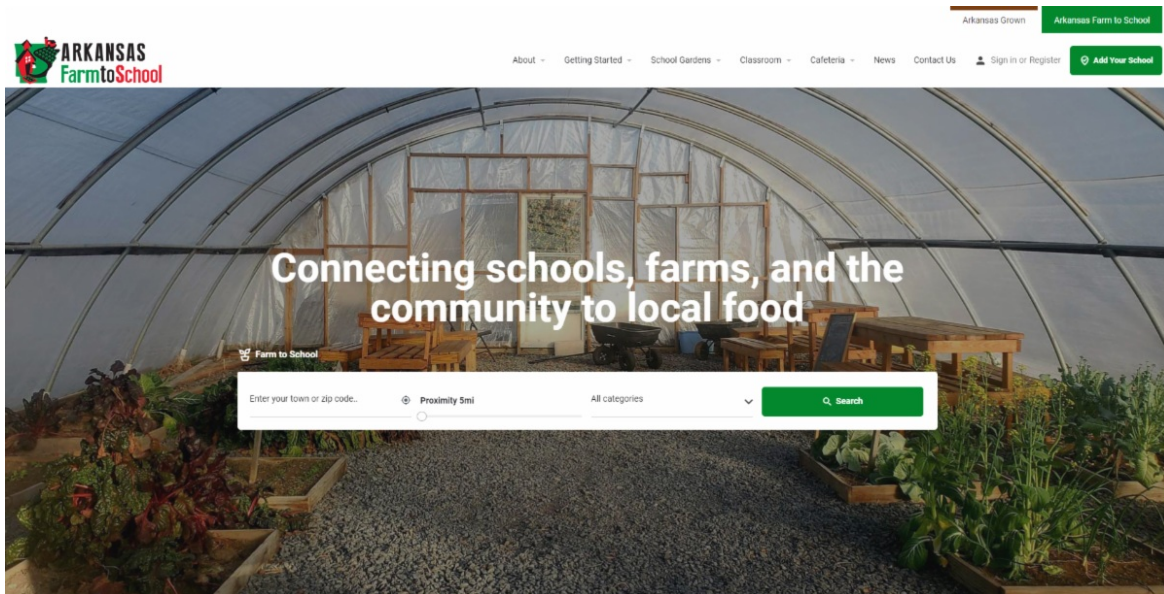 Arkansas Grown
Arkansas Farm to School
ARKANSAS
FarmtoSchool
About
Getting Started
School Gardens
Classroom
Cafeteria
News
Contact Us
Sign in or Register
Add Your School
Connecting schools, farms, and the
community to local food
Farm to School
Enter your town or zip code..
Proximity 5mi
All categories
Search